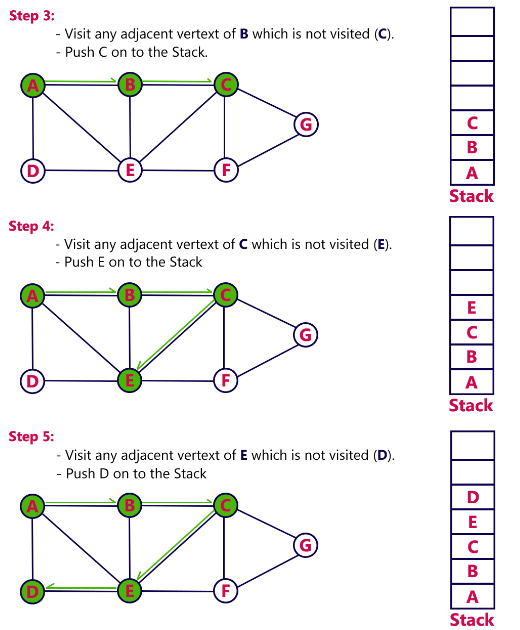 Step 3:
- Visit any adjacent vertext of B which is not visited (C).
- Push C on to the Stack.
A B C
G
D E F
C
B
A
Stack
Step 4:
- Visit any adjacent vertext of C which is not visited (E).
- Push E on to the Stack
A B C
G
D E F
E
C
B
A
Stack
Step 5:
- Visit any adjacent vertext of E which is not visited (D).
- Push D on to the Stack
A B C
G
D E F
D
E
C
B
A
Stack